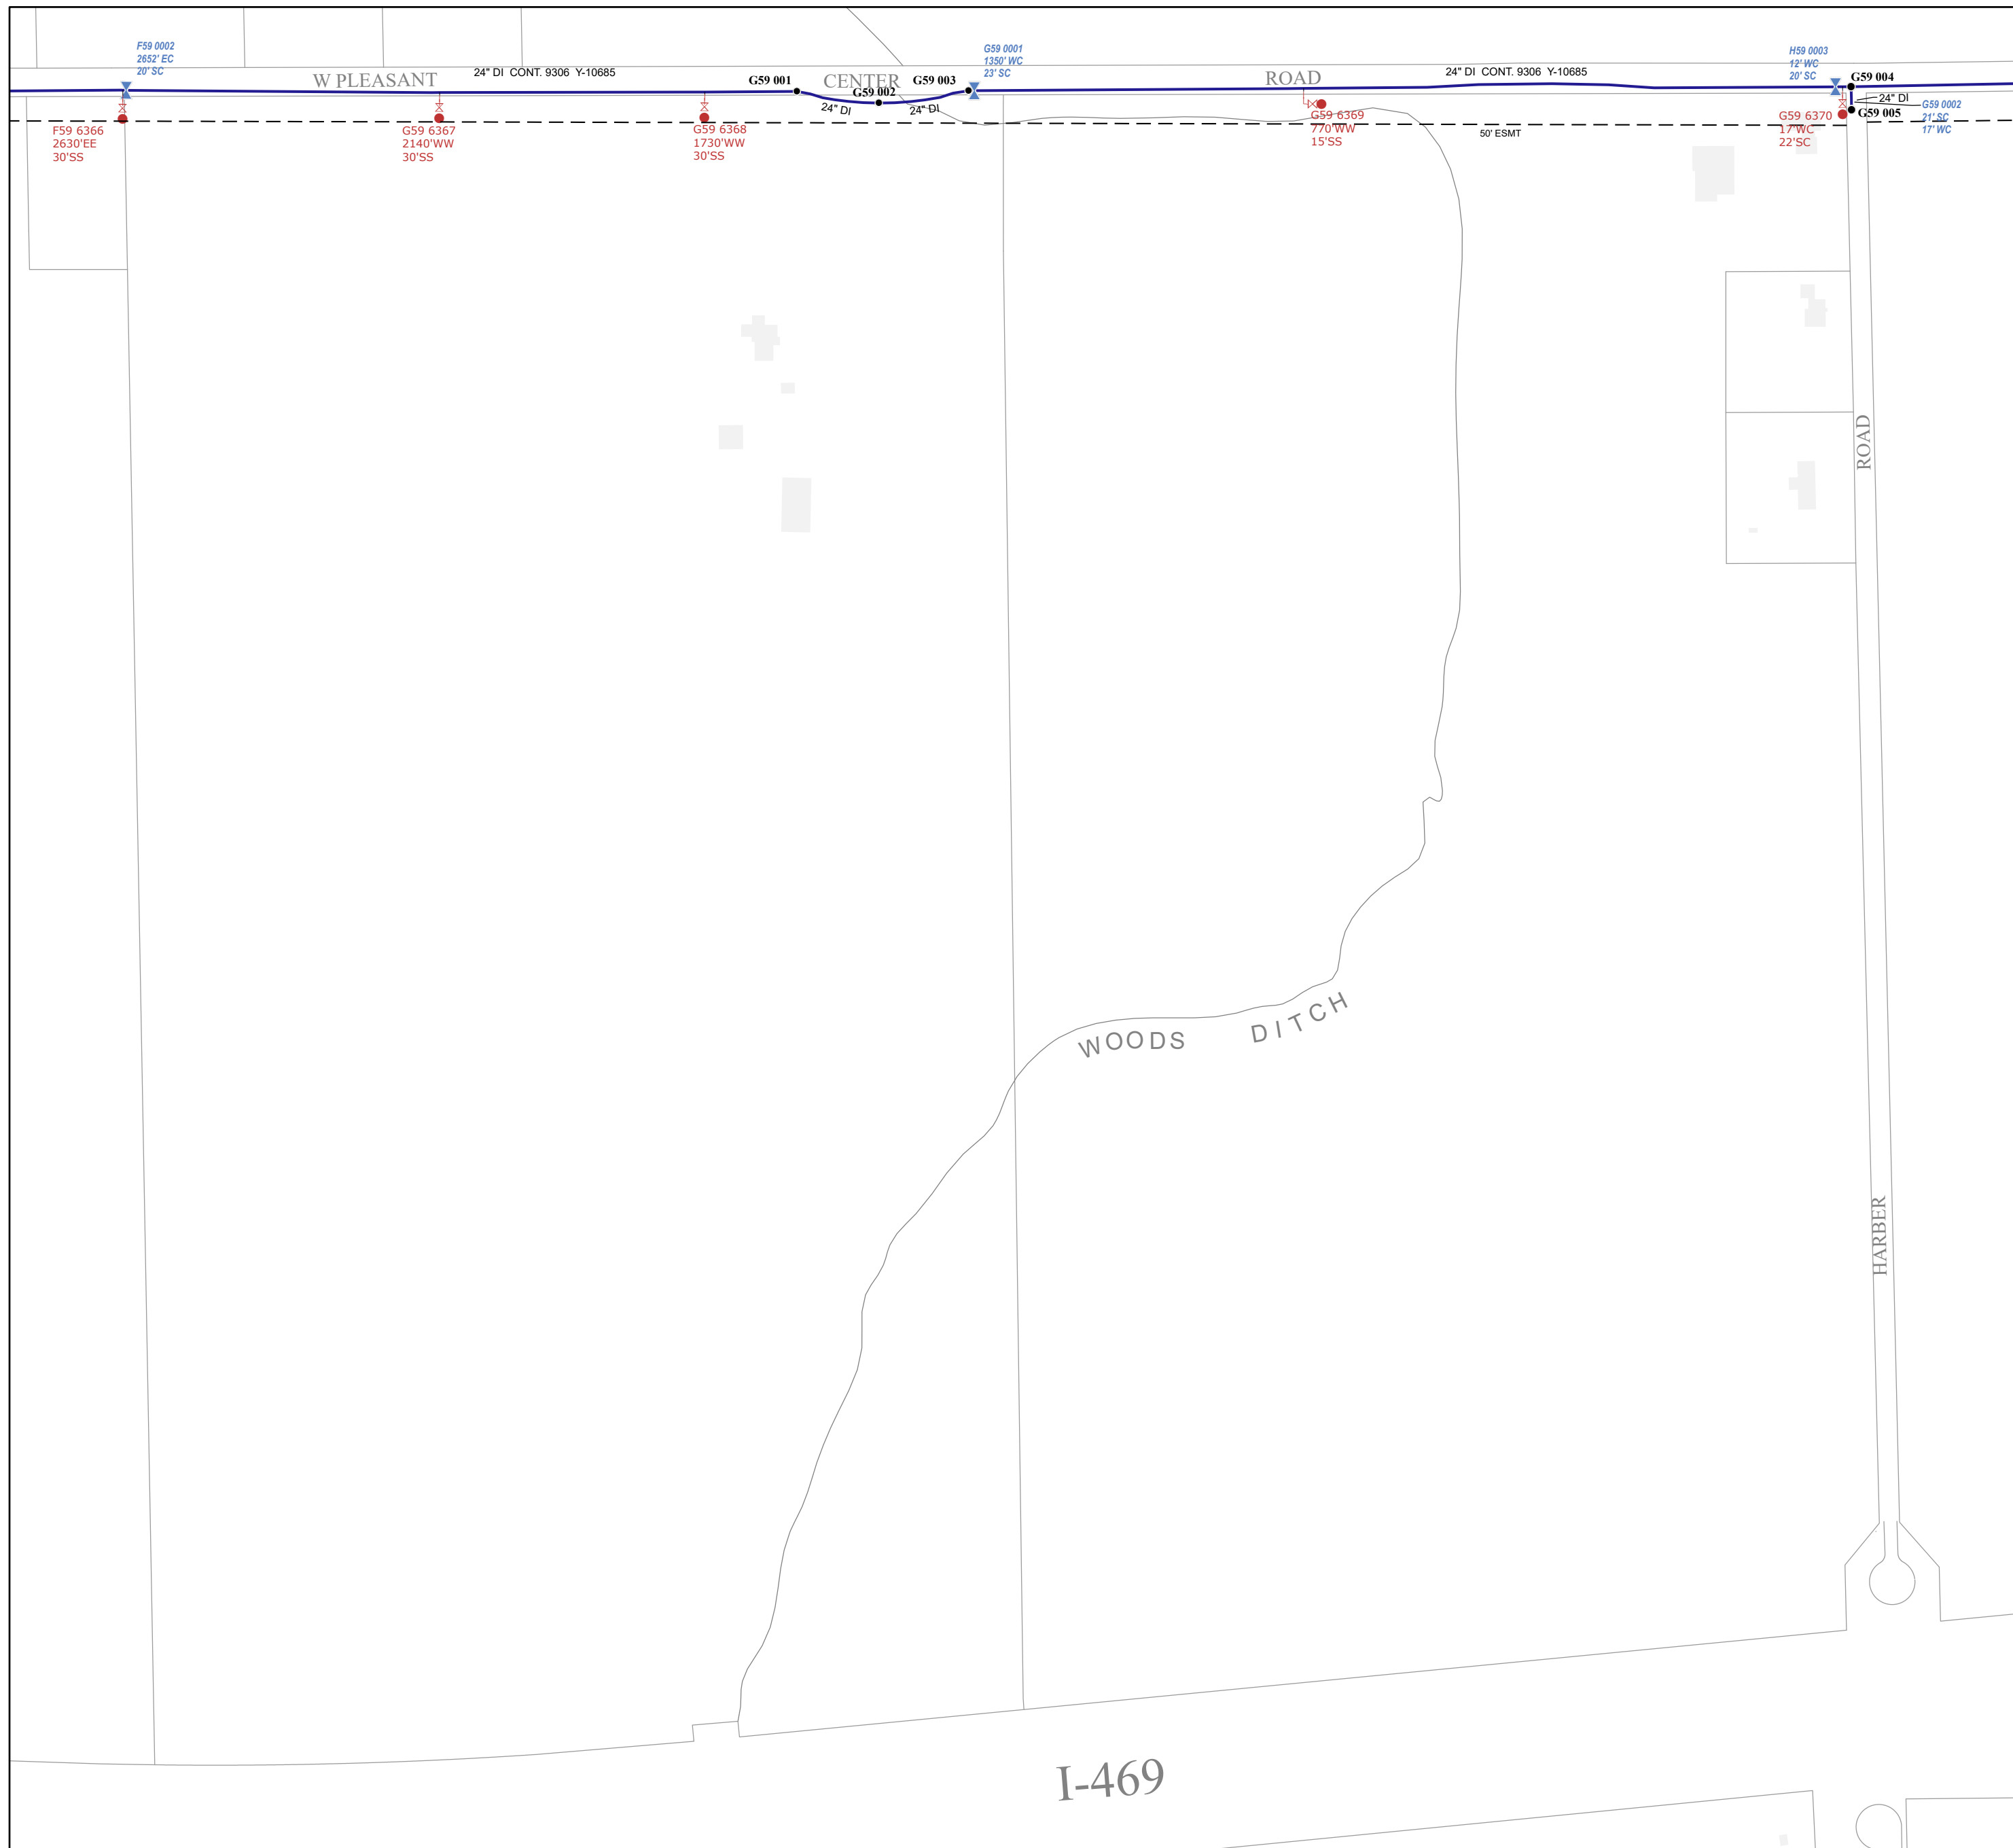 F59 0002
2652' EC
20' SC
G59 0001
1350' WC
23' SC
H59 0003
12' WC
20' SC
W PLEASANT
24" DI CONT. 9306 Y-10685
G59 001
CENTER
G59 002
G59 003
ROAD
24" DI CONT. 9306 Y-10685
G59 004
24" DI
24" DI
24" DI
G59 005
G59 0002
21' SC
17' WC
F59 6366
2630'EE
30'SS
G59 6367
2140'WW
30'SS
G59 6368
1730'WW
30'SS
G59 6369
770'WW
15'SS
50' ESMT
G59 6370
17'WC
22'SC
ROAD
WOODS DITCH
HARBER
I-469